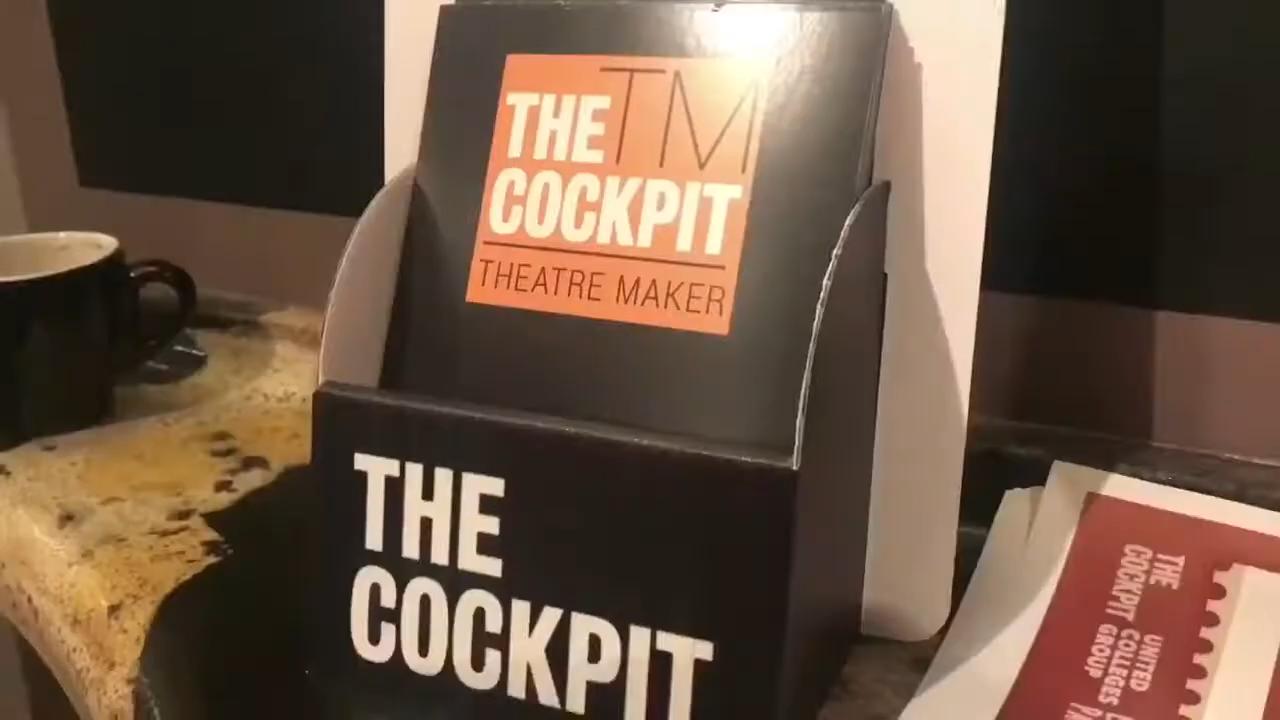 THE TM
COCKPIT
THEATRE MAKER
THE
COCKPIT
THE
COCKPIT
UNITED
COLLEGES
GROUP